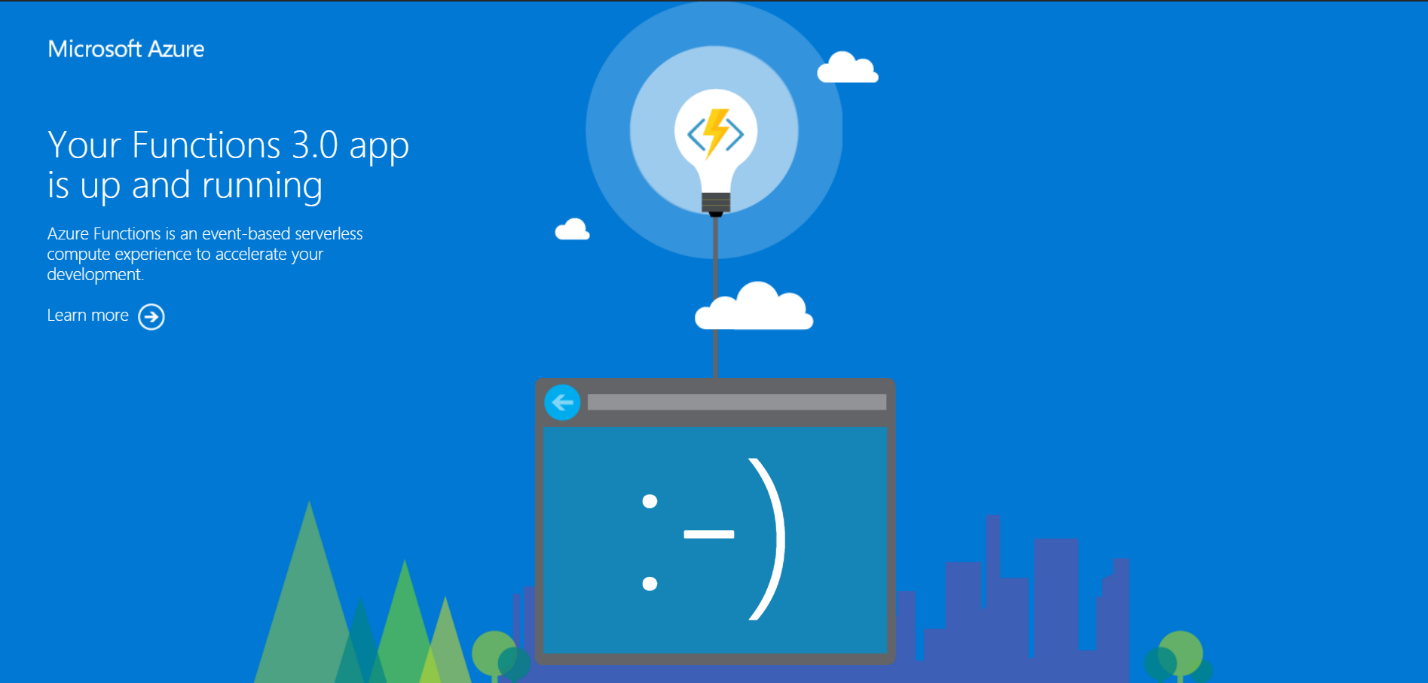 Microsoft Azure
Your Functions 3.0 app
is up and running
Azure Functions is an event-based serverless
compute experience to accelerate your
development.
Learn more
:-)